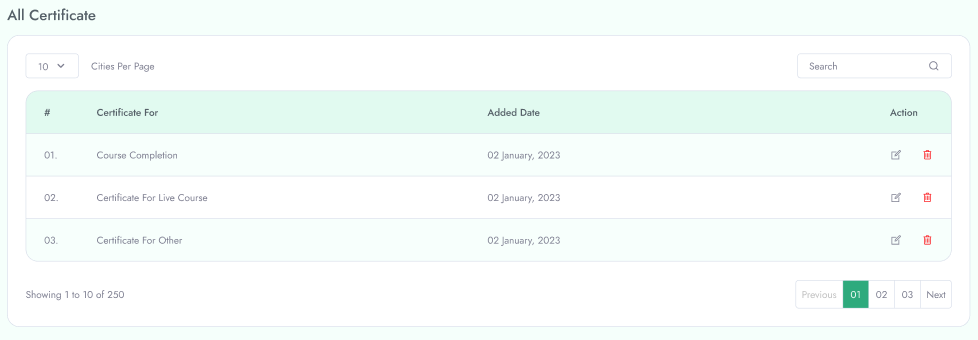 All Certificate
10 Cities Per Page Search
# Certificate For Added Date Action
01. Course Completion 02 January, 2023
02. Certificate For Live Course 02 January, 2023
03. Certificate For Other 02 January, 2023
Showing 1 to 10 of 250 Previous 01 02 03 Next